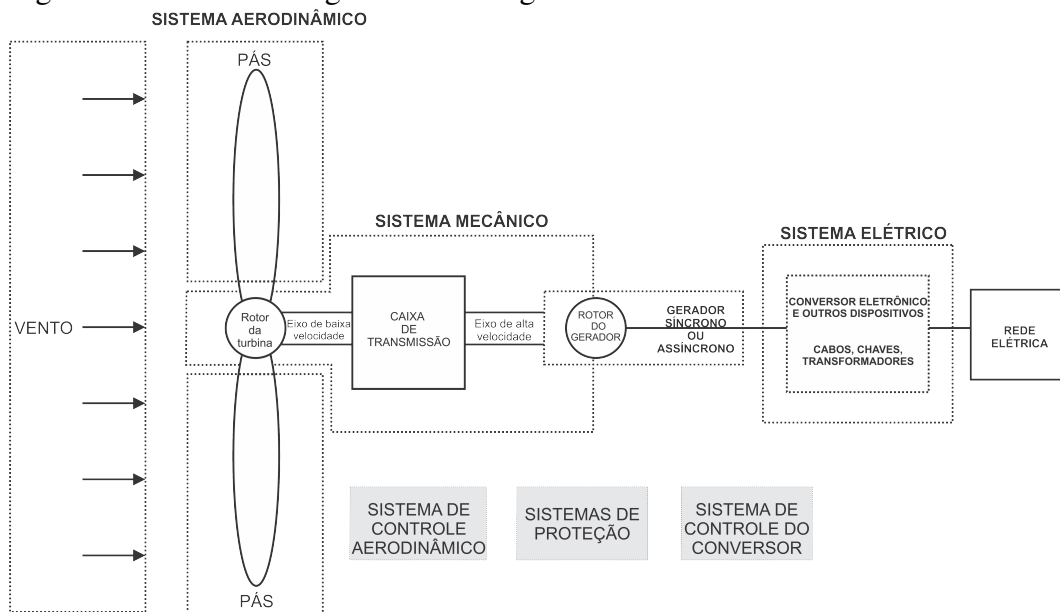 SISTEMA AERODINÂMICO
PÁS
VENTO
Rotor
da
turbina
Eixo de baixa
velocidade
SISTEMA MECÂNICO
CAIXA
DE
TRANSMISSÃO
Eixo de alta
velocidade
ROTOR
DO
GERADOR
GERADOR
SÍNCRONO
OU
ASSÍNCRONO
SISTEMA ELÉTRICO
CONVERSOR ELETRÔNICO
E OUTROS DISPOSITIVOS
CABOS, CHAVES,
TRANSFORMADORES
REDE
ELÉTRICA
SISTEMA DE
CONTROLE
AERODINÂMICO
SISTEMAS DE
PROTEÇÃO
SISTEMA DE
CONTROLE DO
CONVERSOR
PÁS